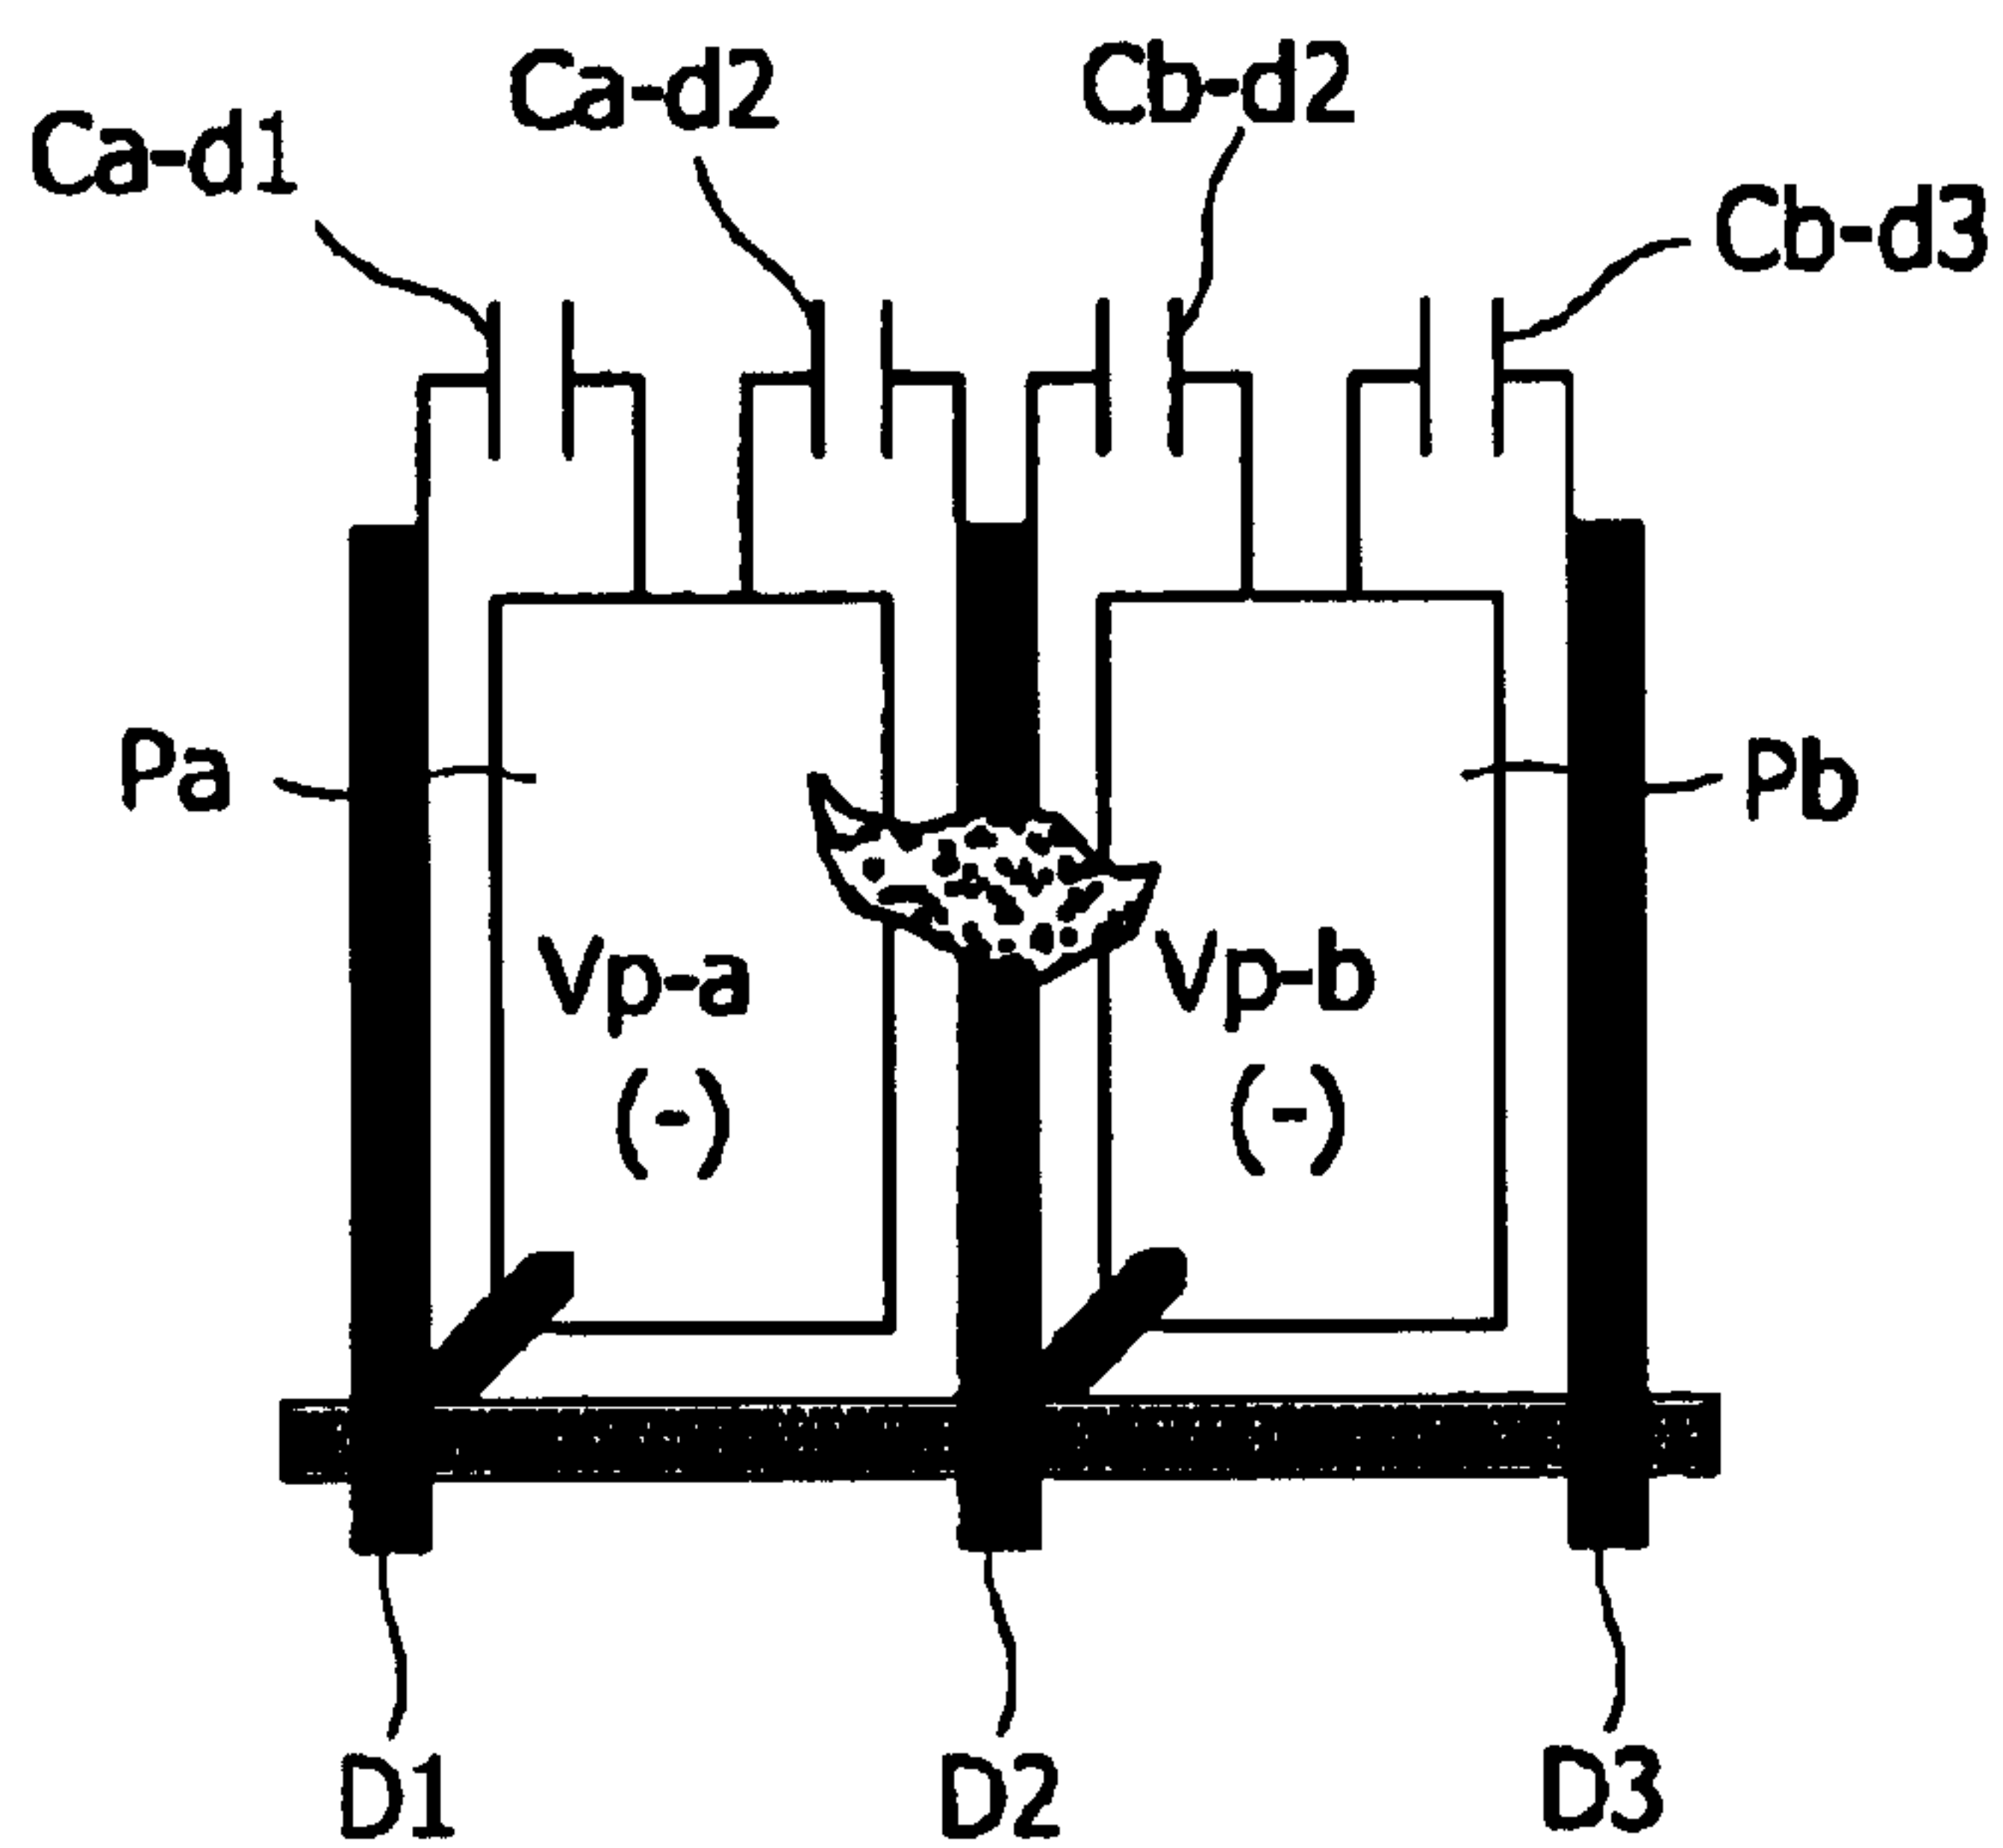 Ca-d1
Ca-d2
Cb-d2
Cb-d3
Pa
Pb
Vp-a
(-)
Vp-b
(-)
D1
D2
D3